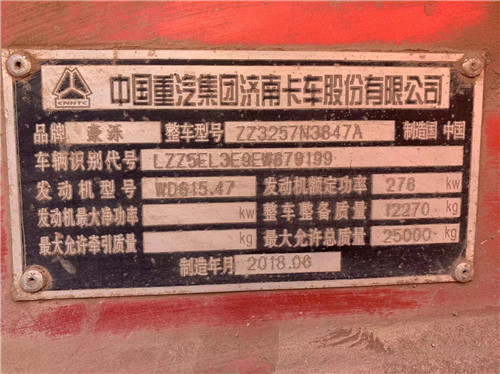 CNHTC 中国重汽集团济南卡车股份有限公司
品牌 豪泺 整车型号 ZZ3257N3847A 制造国 中国
车辆识别代号 LZZ5EL3E9EW679199
发动机型号 WD615.47 发动机额定功率 276 kw
发动机最大净功率 kw 整车整备质量 12270 kg
最大允许牵引质量 kg 最大允许总质量 25000 kg
制造年月 2018.06